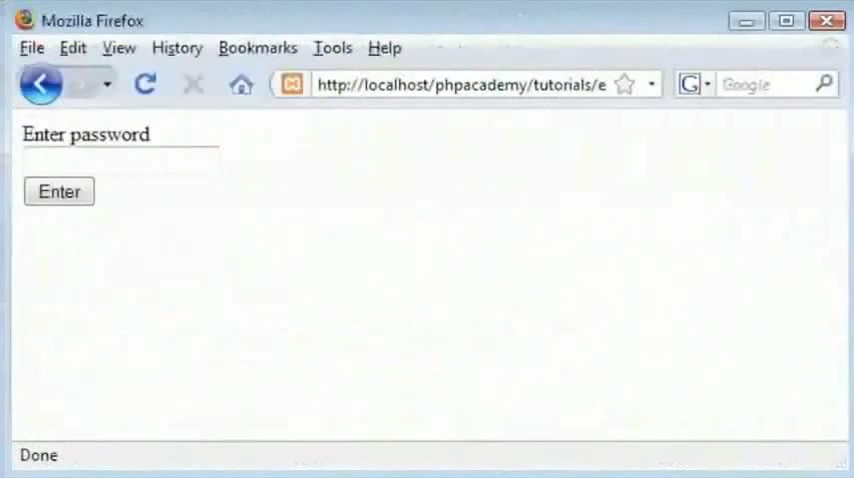 Mozilla Firefox
File Edit View History Bookmarks Tools Help
http://localhost/phpacademy/tutorials/e Google
Enter password
Enter
Done